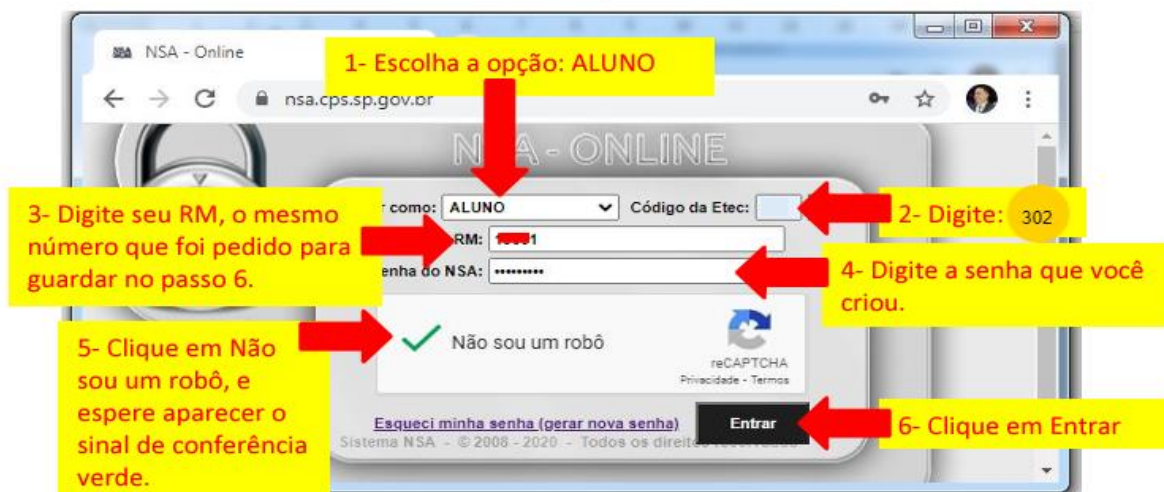 NSA - Online
1- Escolha a opção: ALUNO
nsa.cps.sp.gov.br
NSA - ONLINE
3- Digite seu RM, o mesmo
número que foi pedido para
guardar no passo 6.
como: ALUNO
Código da Etec:
2- Digite: 302
RM:
enha do NSA: •••••••••
4- Digite a senha que você
criou.
5- Clique em Não
sou um robô, e
espere aparecer o
sinal de conferência
verde.
Não sou um robô
reCAPTCHA
Privacidade - Termos
Esqueci minha senha (gerar nova senha)
Entrar
6- Clique em Entrar
Sistema NSA - © 2008 - 2020 - Todos os direitos